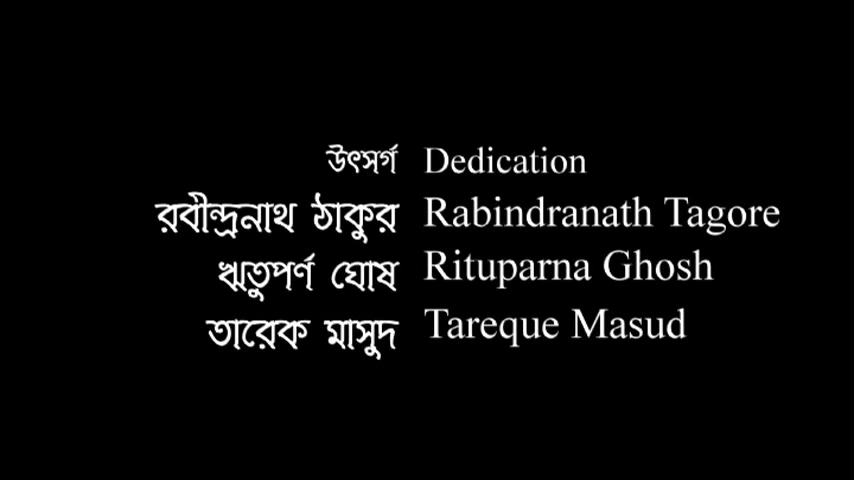 উৎসর্গ Dedication
রবীন্দ্রনাথ ঠাকুর Rabindranath Tagore
ঋতুপর্ণ ঘোষ Rituparna Ghosh
তারেক মাসুদ Tareque Masud